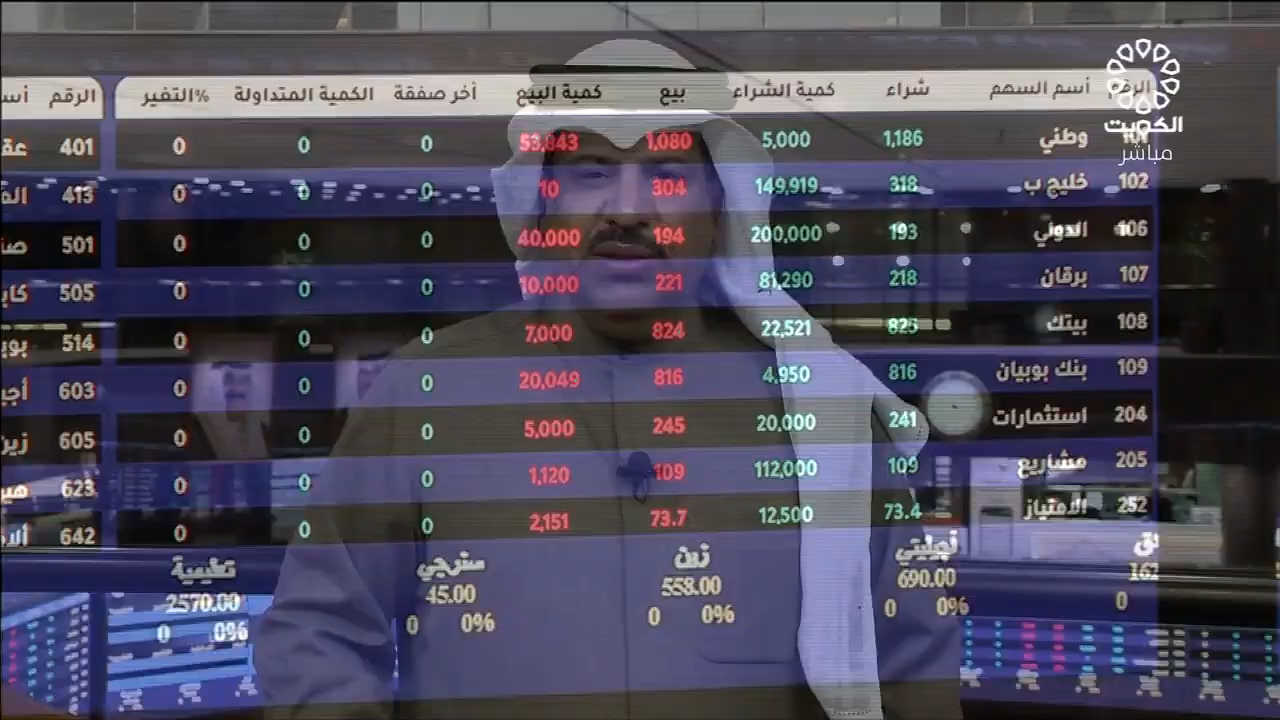 الكويت
مباشر
الرقم أسم السهم شراء كمية الشراء بيع كمية البيع أخر صفقة الكمية المتداولة التغير% الرقم
وطني 1,186 5,000 1,080 53,843 0 0 0 401
102 خليج ب 318 149,919 304 10 0 0 0 413
106 الدولي 193 200,000 194 40,000 0 0 0 501
107 برقان 218 81,290 221 10,000 0 0 0 505
108 بيتك 825 22,521 824 7,000 0 0 0 514
109 بنك بوبيان 816 4,950 816 20,049 0 0 0 603
204 استثمارات 241 20,000 245 5,000 0 0 0 605
205 مشاريع 109 112,000 109 1,120 0 0 0 623
252 الامتياز 73.4 12,500 73.7 2,151 0 0 0 642
زين سنرجي تعليمية
690.00 558.00 45.00 2570.00
0 0 0% 0 0% 0 0% 0 0%